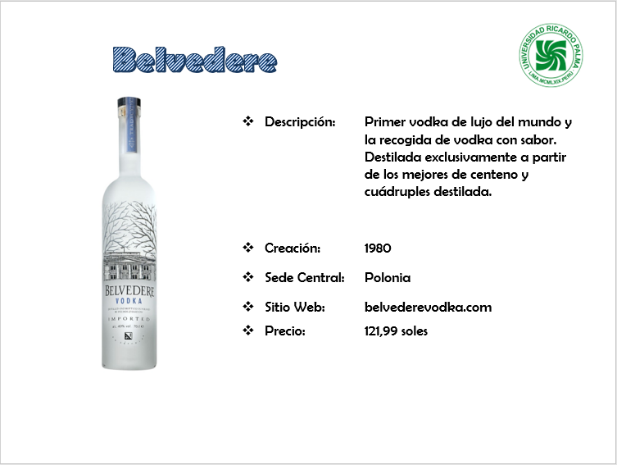 Belvedere
UNIVERSIDAD RICARDO PALMA
LIMA-MCMLXIX-PERÚ
Descripción: Primer vodka de lujo del mundo y
la recogida de vodka con sabor.
Destilada exclusivamente a partir
de los mejores de centeno y
cuádruples destilada.
Creación: 1980
Sede Central: Polonia
Sitio Web: belvederevodka.com
Precio: 121,99 soles
BELVEDERE
VODKA
IMPORTED